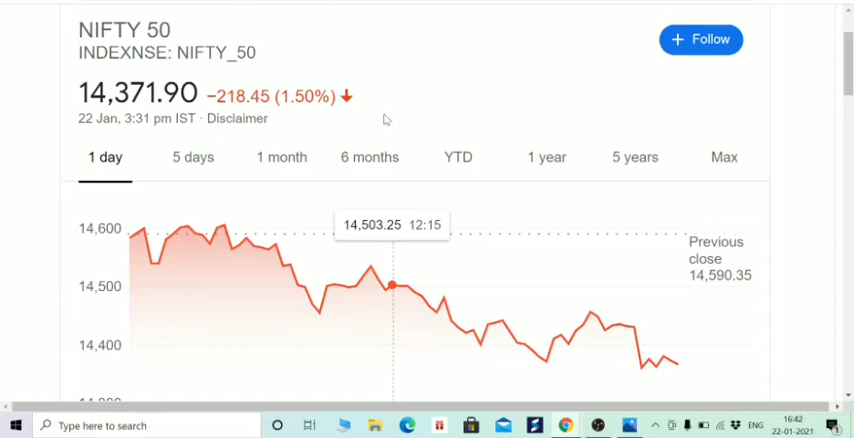 NIFTY 50
INDEXNSE: NIFTY_50
+ Follow
14,371.90 −218.45 (1.50%)
22 Jan, 3:31 pm IST · Disclaimer
1 day 5 days 1 month 6 months YTD 1 year 5 years Max
14,503.25 12:15
14,600
Previous
close
14,590.35
14,500
14,400
Type here to search
ENG
16:42
22-01-2021